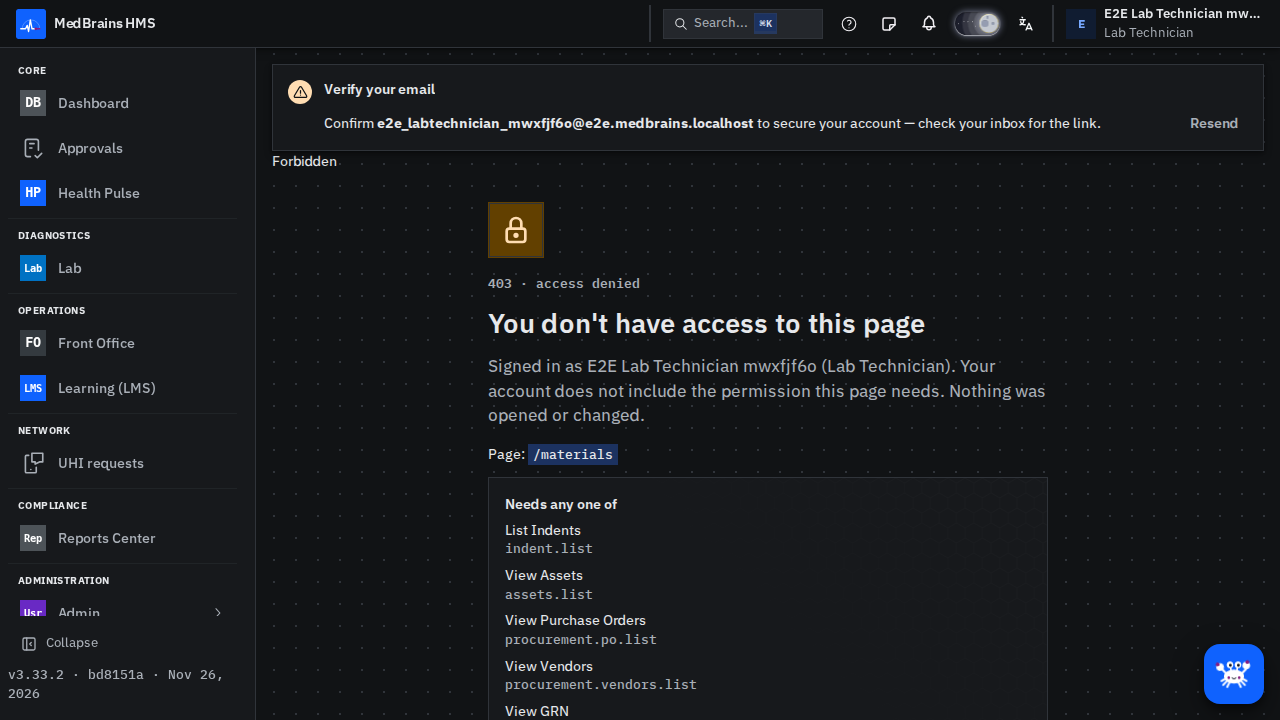 MedBrains HMS
Search...
⌘K
E
E2E Lab Technician mw...
Lab Technician
CORE
DB Dashboard
Approvals
HP Health Pulse
DIAGNOSTICS
Lab Lab
OPERATIONS
FO Front Office
LMS Learning (LMS)
NETWORK
UHI requests
COMPLIANCE
Rep Reports Center
ADMINISTRATION
Usr Admin
Collapse
v3.33.2 · bd8151a · Nov 26,
2026
Verify your email
Confirm e2e_labtechnician_mwxfjf6o@e2e.medbrains.localhost to secure your account — check your inbox for the link.
Resend
Forbidden
403 · access denied
You don't have access to this page
Signed in as E2E Lab Technician mwxfjf6o (Lab Technician). Your
account does not include the permission this page needs. Nothing was
opened or changed.
Page: /materials
Needs any one of
List Indents
indent.list
View Assets
assets.list
View Purchase Orders
procurement.po.list
View Vendors
procurement.vendors.list
View GRN